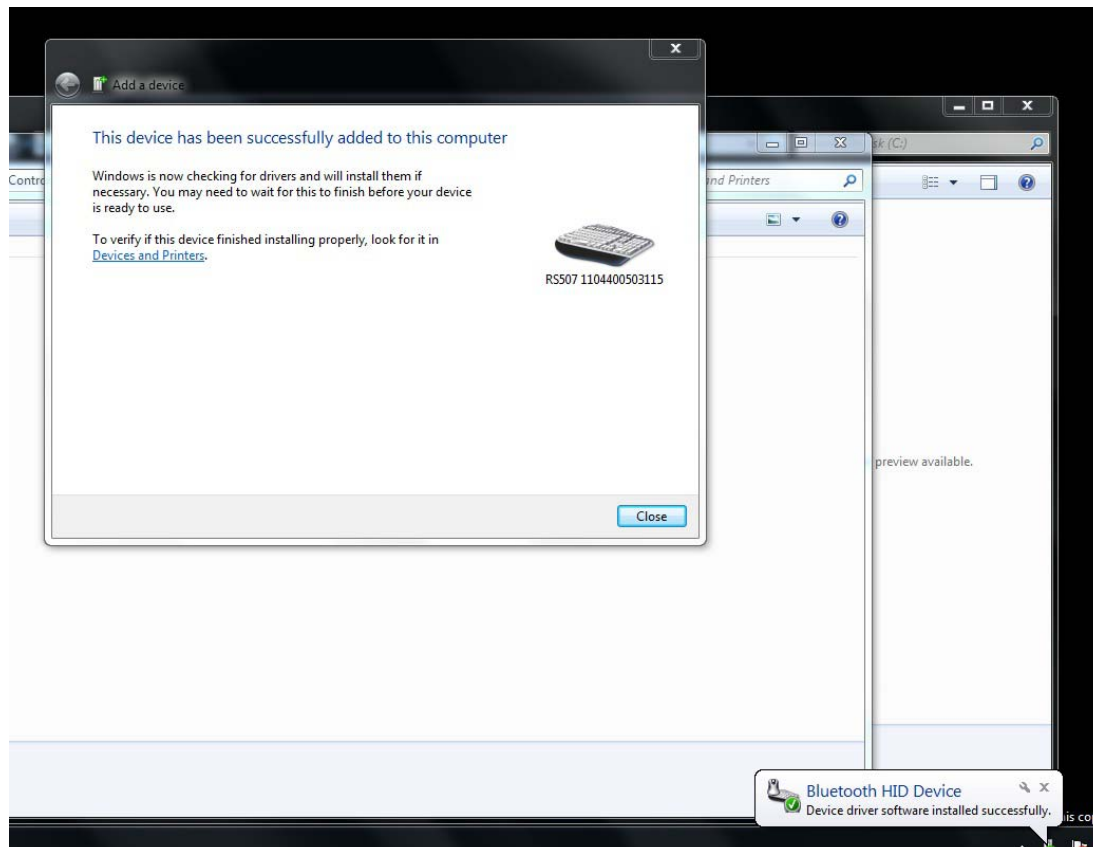 Add a device
This device has been successfully added to this computer
Windows is now checking for drivers and will install them if
necessary. You may need to wait for this to finish before your device
is ready to use.
To verify if this device finished installing properly, look for it in
Devices and Printers.
RS507 1104400503115
Close
Contro
and Printers
sk (C:)
preview available.
Bluetooth HID Device
Device driver software installed successfully.
his co